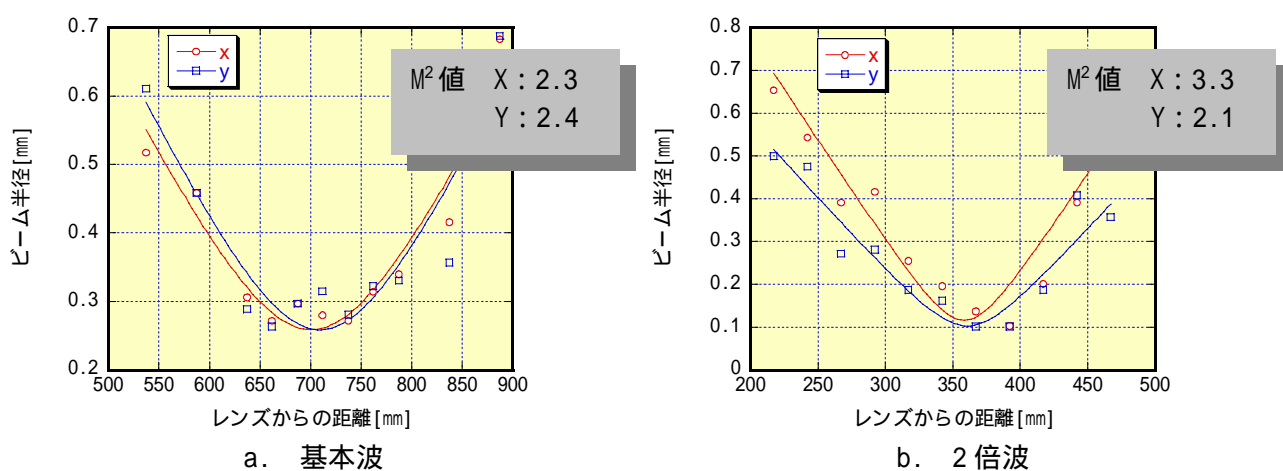 0.7
0.6
0.5
0.4
0.3
0.2
500 550 600 650 700 750 800 850 900
ビーム半径[㎜]
レンズからの距離[㎜]
x
y
M²値 X：2.3
Y：2.4
a. 基本波
0.8
0.7
0.6
0.5
0.4
0.3
0.2
0.1
0
200 250 300 350 400 450 500
ビーム半径[㎜]
レンズからの距離[㎜]
x
y
M²値 X：3.3
Y：2.1
b. 2倍波